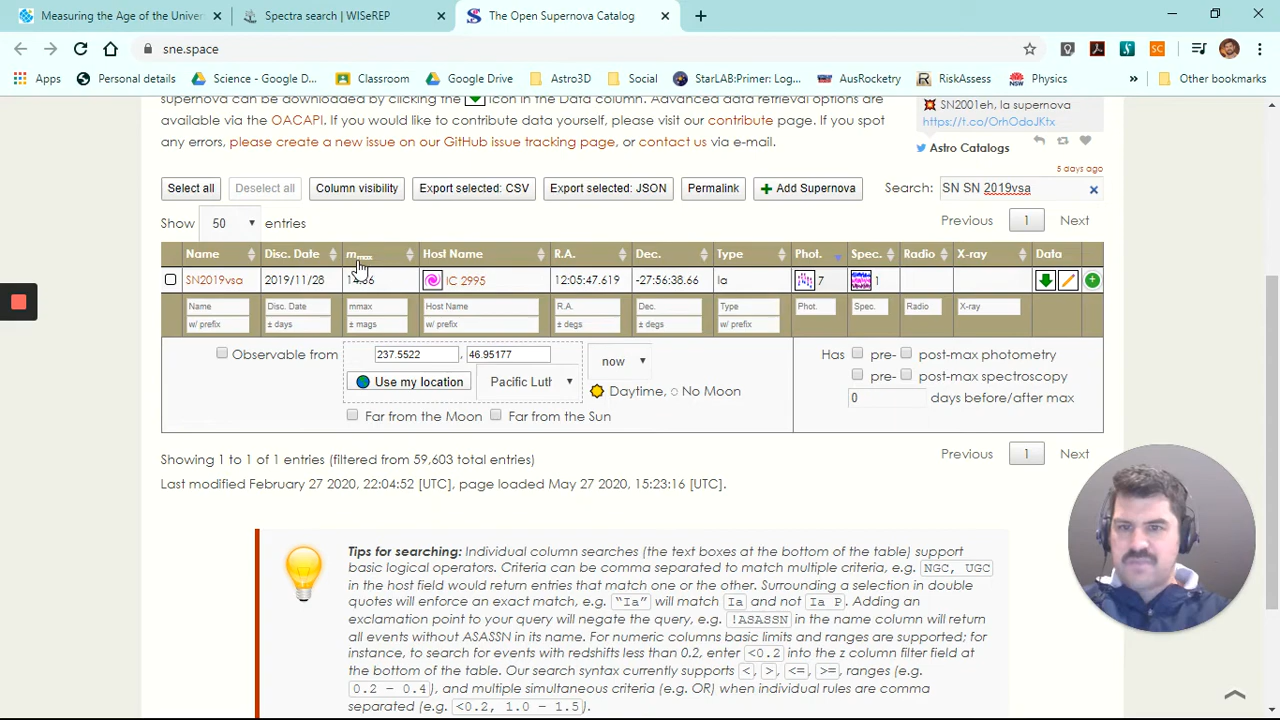 Measuring the Age of the Univer
Spectra search | WISeREP
The Open Supernova Catalog
sne.space
Apps
Personal details
Science - Google D...
Classroom
Google Drive
Astro3D
Social
StarLAB:Primer: Log...
AusRocketry
RiskAssess
Physics
Other bookmarks
supernova can be downloaded by clicking the icon in the Data column. Advanced data retrieval options are
available via the OACAPI. If you would like to contribute data yourself, please visit our contribute page. If you spot
any errors, please create a new issue on our GitHub issue tracking page, or contact us via e-mail.
SN2001eh, Ia supernova
https://t.co/OrhOdoJKtx
Astro Catalogs
5 days ago
Select all
Deselect all
Column visibility
Export selected: CSV
Export selected: JSON
Permalink
Add Supernova
Search: SN SN 2019vsa
Show 50 entries
Previous 1 Next
Name Disc. Date mmax Host Name R.A. Dec. Type Phot. Spec. Radio X-ray Data
SN2019vsa 2019/11/28 IC 2995 12:05:47.619 -27:56:38.66 Ia 7 1
Name Disc. Date mmax Host Name R.A. Dec. Type Phot. Spec. Radio X-ray
w/ prefix ± days ± mags w/ prefix ± degs ± degs w/ prefix
Observable from 237.5522 , 46.95177 now
Use my location Pacific Luth
Daytime, No Moon
Far from the Moon Far from the Sun
Has pre- post-max photometry
pre- post-max spectroscopy
0 days before/after max
Showing 1 to 1 of 1 entries (filtered from 59,603 total entries)
Previous 1 Next
Last modified February 27 2020, 22:04:52 [UTC], page loaded May 27 2020, 15:23:16 [UTC].
Tips for searching: Individual column searches (the text boxes at the bottom of the table) support
basic logical operators. Criteria can be comma separated to match multiple criteria, e.g. NGC, UGC
in the host field would return entries that match one or the other. Surrounding a selection in double
quotes will enforce an exact match, e.g. "Ia" will match Ia and not Ia P. Adding an
exclamation point to your query will negate the query, e.g. !ASASSN in the name column will return
all events without ASASSN in its name. For numeric columns basic limits and ranges are supported; for
instance, to search for events with redshifts less than 0.2, enter <0.2 into the z column filter field at
the bottom of the table. Our search syntax currently supports <, >, <=, >=, ranges (e.g.
0.2 - 0.4), and multiple simultaneous criteria (e.g. OR) when individual rules are comma
separated (e.g. <0.2, 1.0 - 1.5).